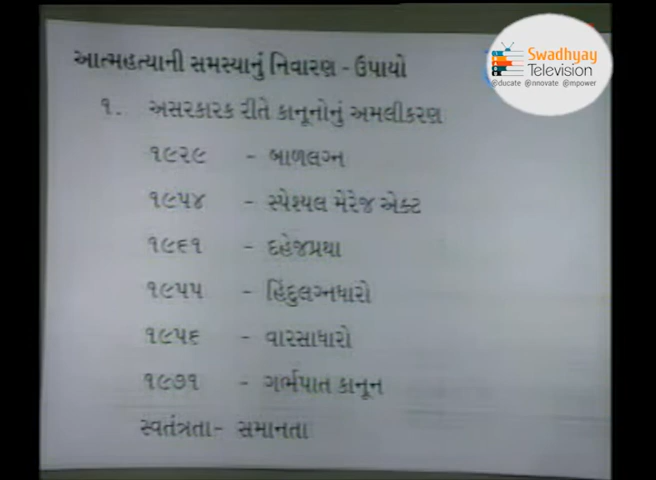 આત્મહત્યાની સમસ્યાનું નિવારણ - ઉપાયો
૧. અસરકારક રીતે કાનૂનોનું અમલીકરણ
૧૯૨૯ - બાળલગ્ન
૧૯૫૪ - સ્પેશ્યલ મેરેજ એક્ટ
૧૯૬૧ - દહેજપ્રથા
૧૯૫૫ - હિંદુલગ્નધારો
૧૯૫૬ - વારસાધારો
૧૯૭૧ - ગર્ભપાત કાનૂન
સ્વતંત્રતા- સમાનતા
Swadhyay
Television
@ducate @nnovate @mpower